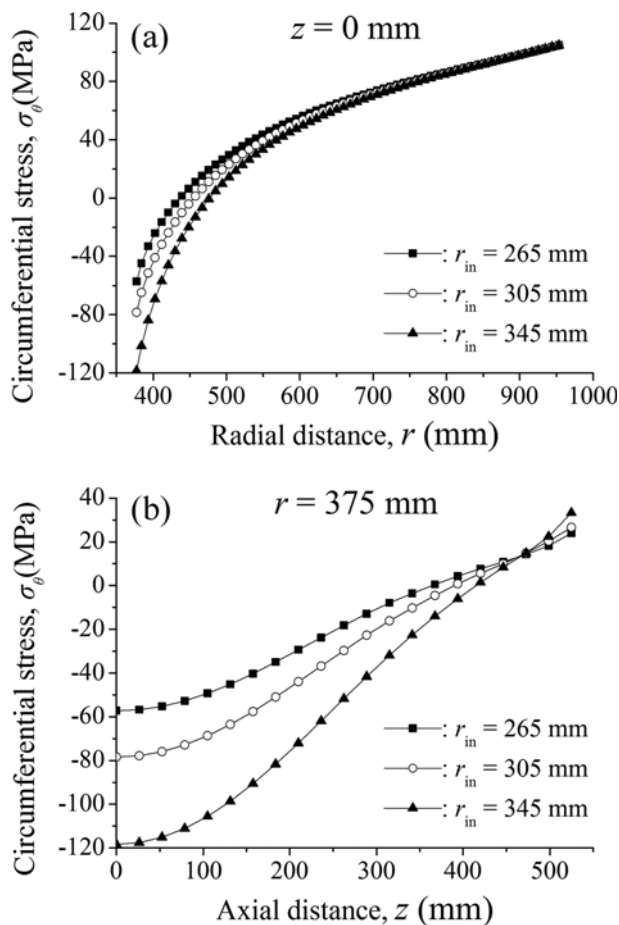 (a)
z = 0 mm
Circumferential stress, σθ(MPa)
120
80
40
0
-40
-80
-120
: rin = 265 mm
: rin = 305 mm
: rin = 345 mm
400 500 600 700 800 900 1000
Radial distance, r (mm)
(b)
r = 375 mm
Circumferential stress, σθ(MPa)
40
20
0
-20
-40
-60
-80
-100
-120
: rin = 265 mm
: rin = 305 mm
: rin = 345 mm
0 100 200 300 400 500
Axial distance, z (mm)